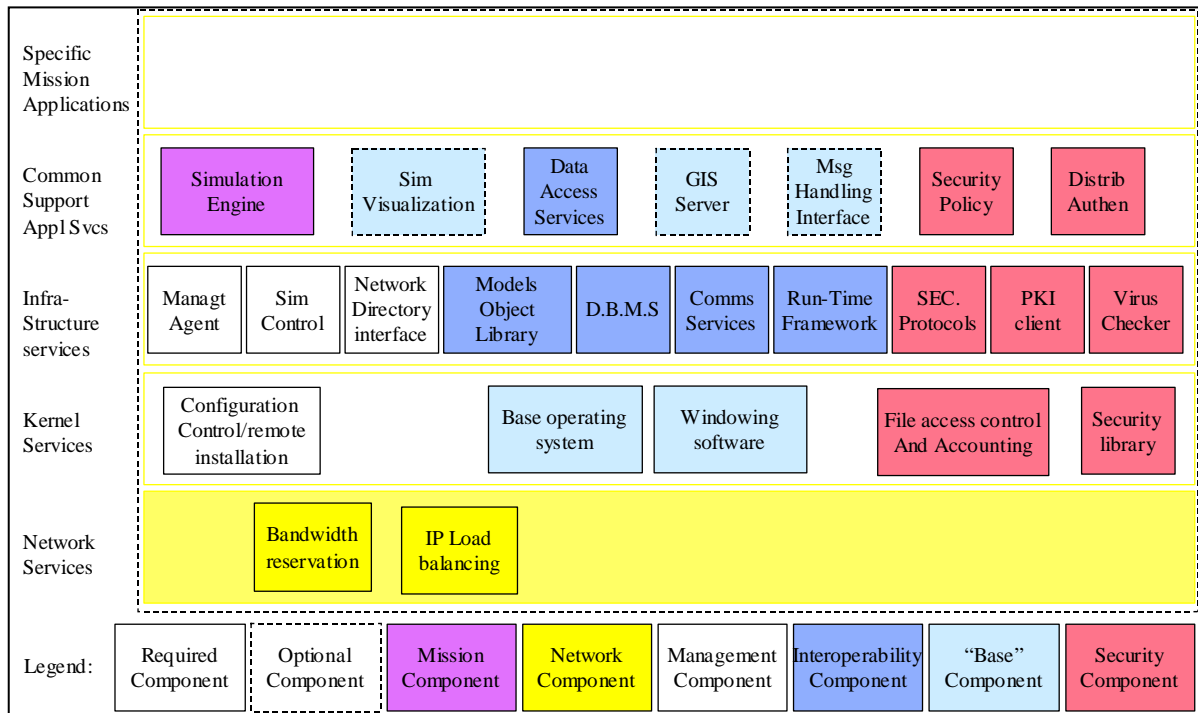 Specific
Mission
Applications
Common
Support
Appl Svcs
Simulation
Engine
Sim
Visualization
Data
Access
Services
GIS
Server
Msg
Handling
Interface
Security
Policy
Distrib
Authen
Infra-
Structure
services
Managt
Agent
Sim
Control
Network
Directory
interface
Models
Object
Library
D.B.M.S
Comms
Services
Run-Time
Framework
SEC.
Protocols
PKI
client
Virus
Checker
Kernel
Services
Configuration
Control/remote
installation
Base operating
system
Windowing
software
File access control
And Accounting
Security
library
Network
Services
Bandwidth
reservation
IP Load
balancing
Legend:
Required
Component
Optional
Component
Mission
Component
Network
Component
Management
Component
Interoperability
Component
“Base”
Component
Security
Component